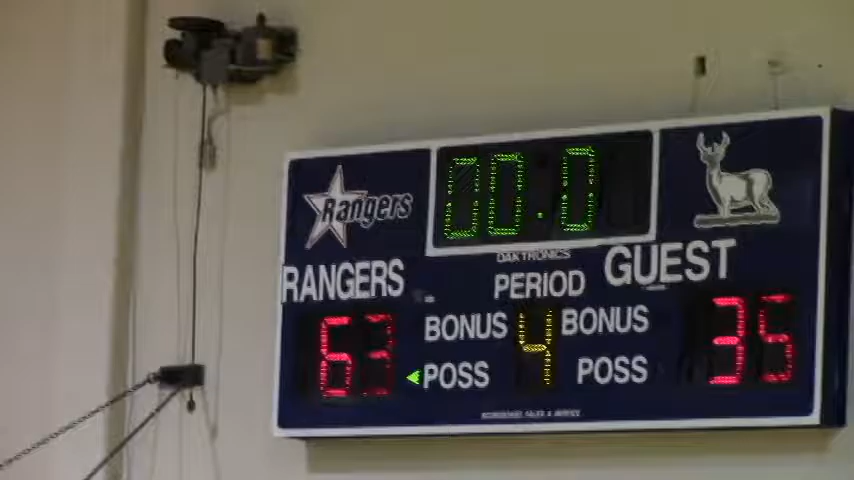 Rangers
00.0
DAKTRONICS
RANGERS
PERIOD
GUEST
63
BONUS
4
BONUS
35
POSS
POSS